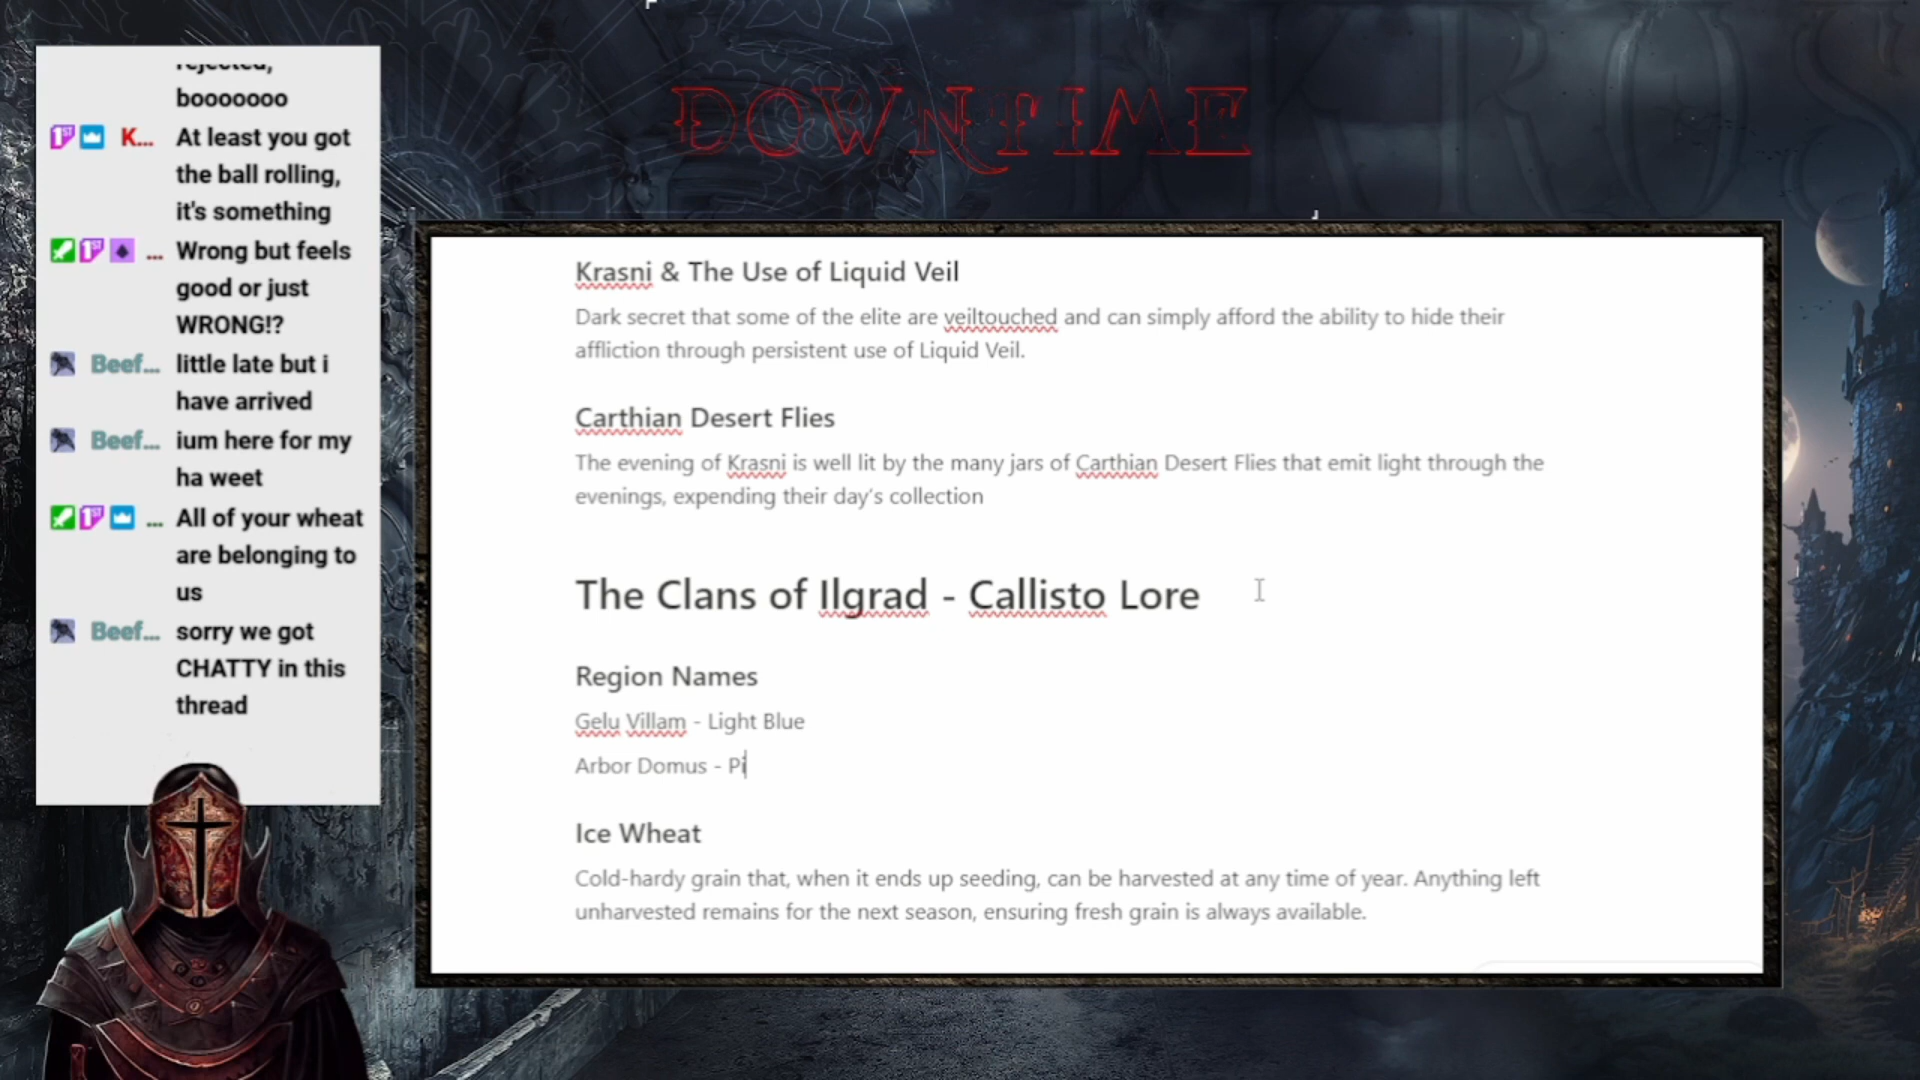 DOWNTIME
rejected,
booooooo
K... At least you got
the ball rolling,
it's something
... Wrong but feels
good or just
WRONG!?
Beef... little late but i
have arrived
Beef... ium here for my
ha weet
... All of your wheat
are belonging to
us
Beef... sorry we got
CHATTY in this
thread
Krasni & The Use of Liquid Veil
Dark secret that some of the elite are veiltouched and can simply afford the ability to hide their
affliction through persistent use of Liquid Veil.
Carthian Desert Flies
The evening of Krasni is well lit by the many jars of Carthian Desert Flies that emit light through the
evenings, expending their day's collection
The Clans of Ilgrad - Callisto Lore
Region Names
Gelu Villam - Light Blue
Arbor Domus - Pi
Ice Wheat
Cold-hardy grain that, when it ends up seeding, can be harvested at any time of year. Anything left
unharvested remains for the next season, ensuring fresh grain is always available.